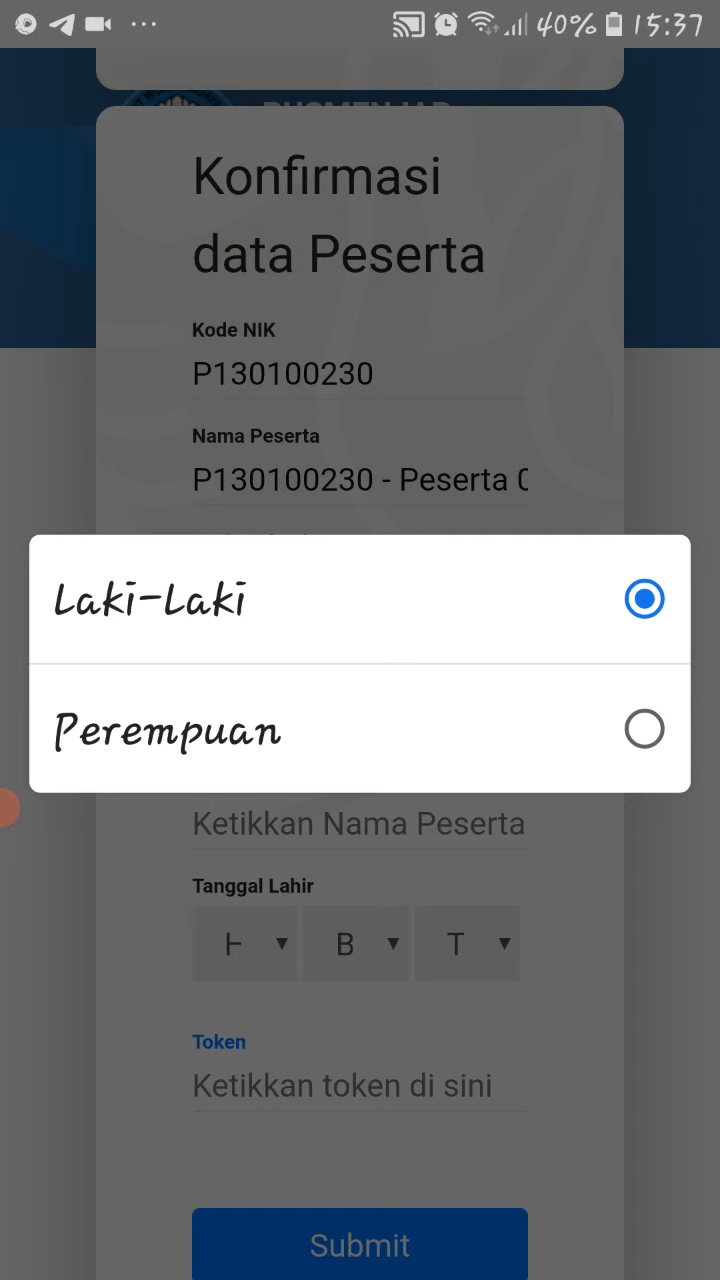 40% 15:37
Konfirmasi
data Peserta
Kode NIK
P130100230
Nama Peserta
P130100230 - Peserta
Laki-Laki
Perempuan
Ketikkan Nama Peserta
Tanggal Lahir
H B T
Token
Ketikkan token di sini
Submit